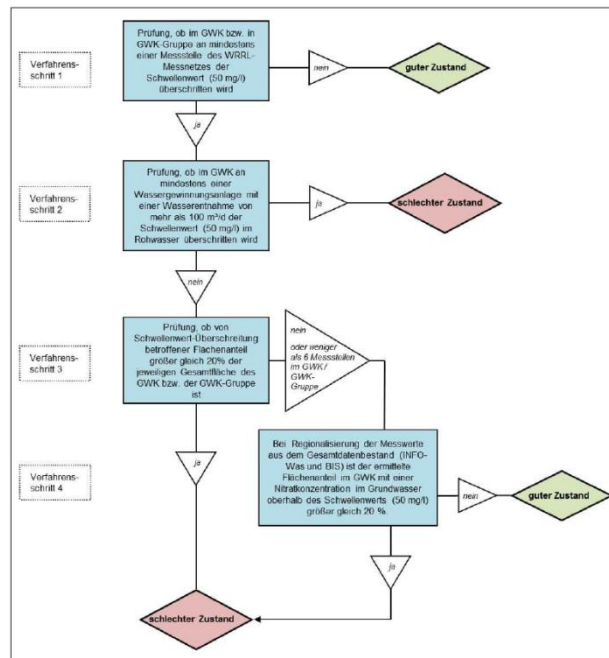 Verfahrens-
schritt 1
Prüfung, ob im GWK bzw. in
GWK-Gruppe an mindestens
einer Messstelle des WRRL-
Messnetzes der
Schwellenwert (50 mg/l)
überschritten wird
nein
guter Zustand
ja
Verfahrens-
schritt 2
Prüfung, ob im GWK an
mindestens einer
Wassergewinnungsanlage mit
einer Wasserentnahme von
mehr als 100 m³/d der
Schwellenwert (50 mg/l) im
Rohwasser überschritten wird
ja
schlechter Zustand
nein
Verfahrens-
schritt 3
Prüfung, ob von
Schwellenwert-Überschreitung
betroffener Flächenanteil
größer gleich 20% der
jeweiligen Gesamtfläche des
GWK bzw. der GWK-Gruppe
ist
nein
oder weniger
als 6 Messstellen
im GWK/
GWK-
Gruppe
Verfahrens-
schritt 4
ja
Bei Regionalisierung der Messwerte
aus dem Gesamtdatenbestand (INFO-
Was und BIS) ist der ermittelte
Flächenanteil im GWK mit einer
Nitratkonzentration im Grundwasser
oberhalb des Schwellenwerts (50 mg/l)
größer gleich 20 %.
nein
guter Zustand
ja
schlechter Zustand